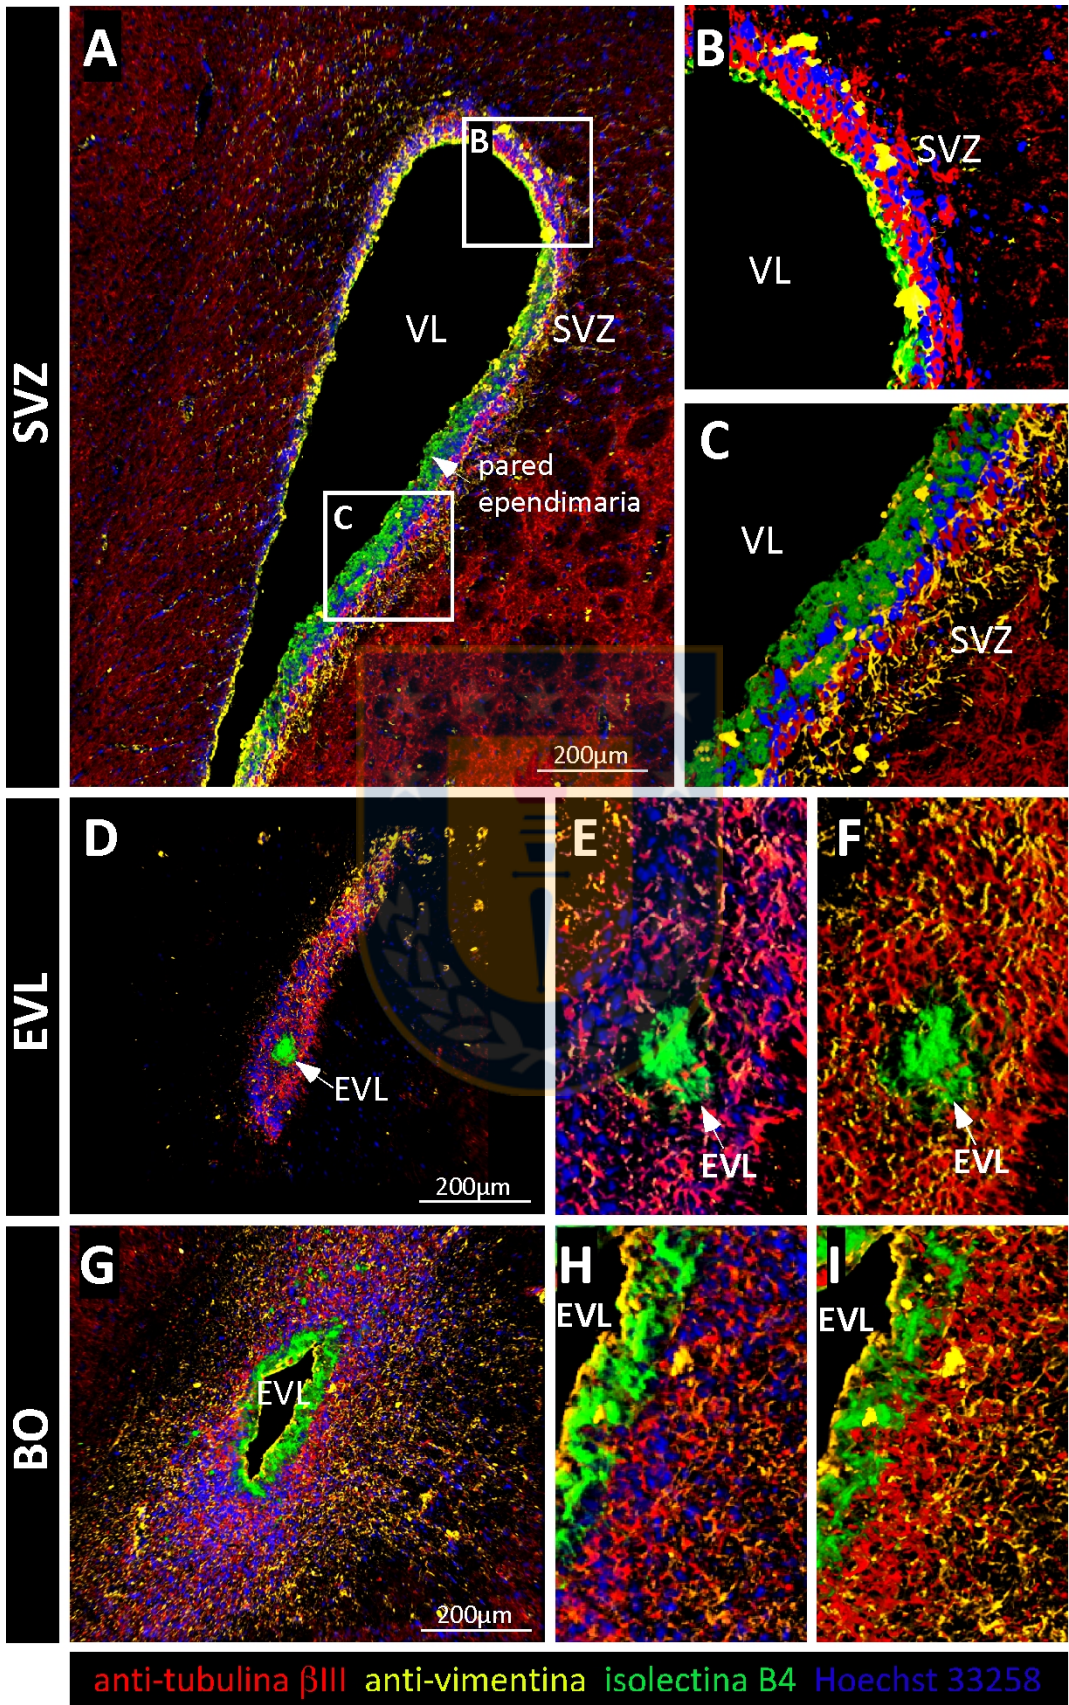 SVZ
A
B
VL
SVZ
pared
ependimaria
C
200µm
B
SVZ
VL
C
VL
SVZ
EVL
D
EVL
200µm
E
EVL
F
EVL
BO
G
EVL
200µm
H
EVL
I
EVL
anti-tubulina βIII anti-vimentina isolectina B4 Hoechst 33258